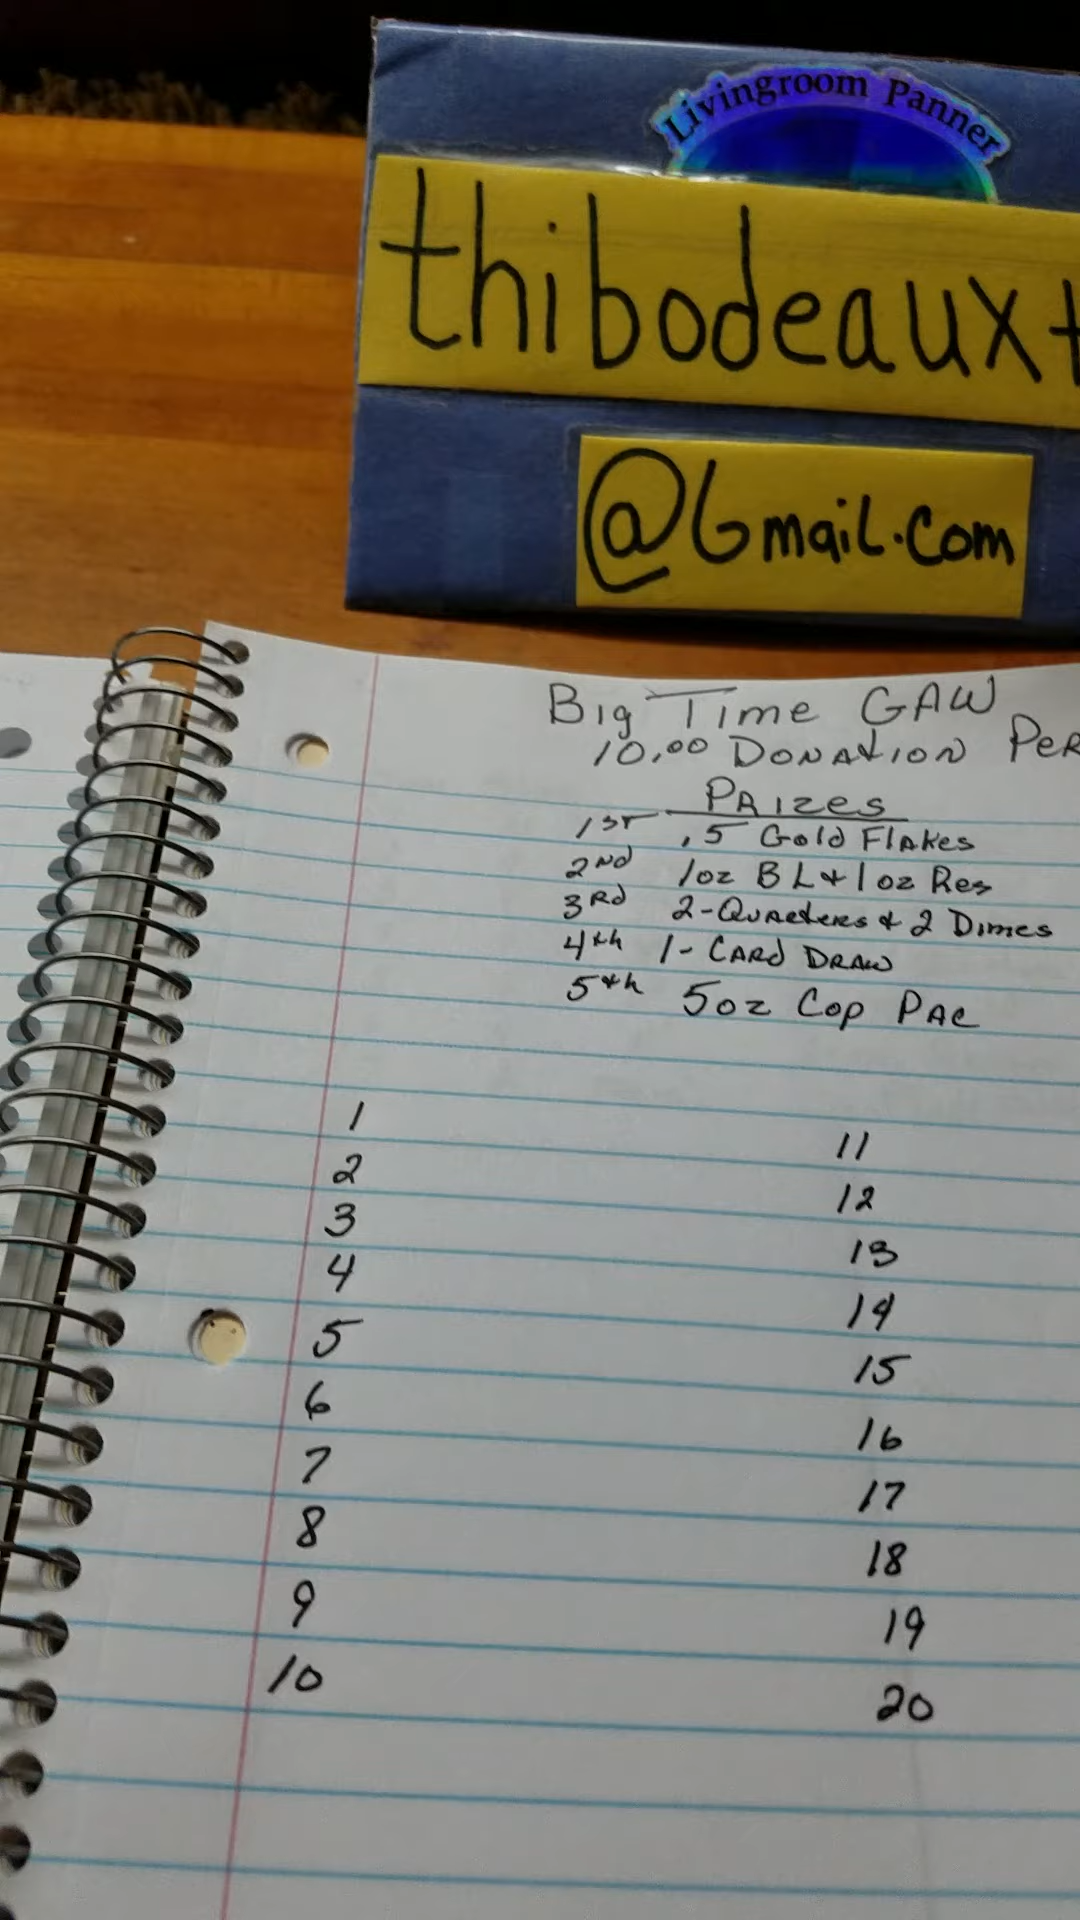 Livingroom Panner
thibodeauxt
@Gmail.com
Big Time GAW
10.00 Donation Per
Prizes
1st .5 Gold Flakes
2nd 1oz BL & 1oz Res
3rd 2-Quarters & 2 Dimes
4th 1-Card Draw
5th 5oz Cop Pac
1 11
2 12
3 13
4 14
5 15
6 16
7 17
8 18
9 19
10 20